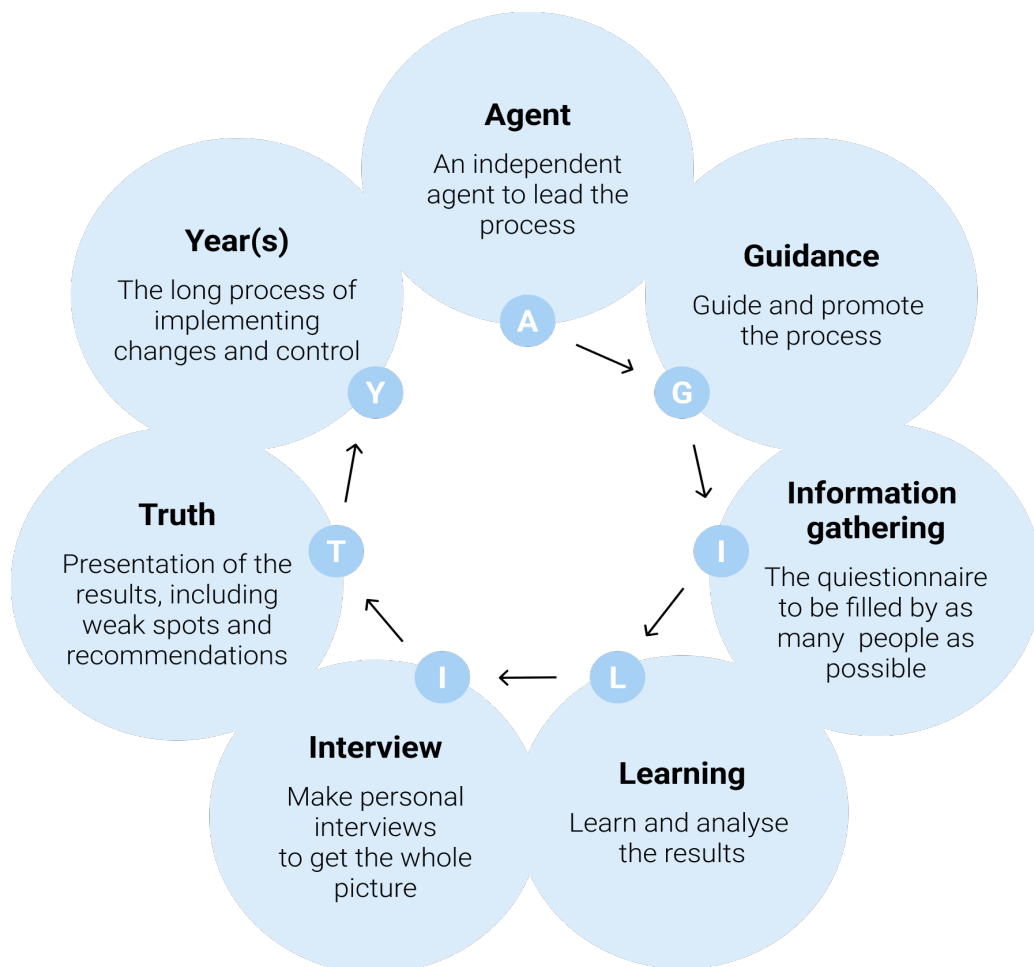 Agent
An independent
agent to lead the
process
A
Guidance
Guide and promote
the process
G
Information
gathering
The quiestionnaire
to be filled by as
many  people as
possible
I
Learning
Learn and analyse
the results
L
Interview
Make personal
interviews
to get the whole
picture
I
Truth
Presentation of the
results, including
weak spots and
recommendations
T
Year(s)
The long process of
implementing
changes and control
Y